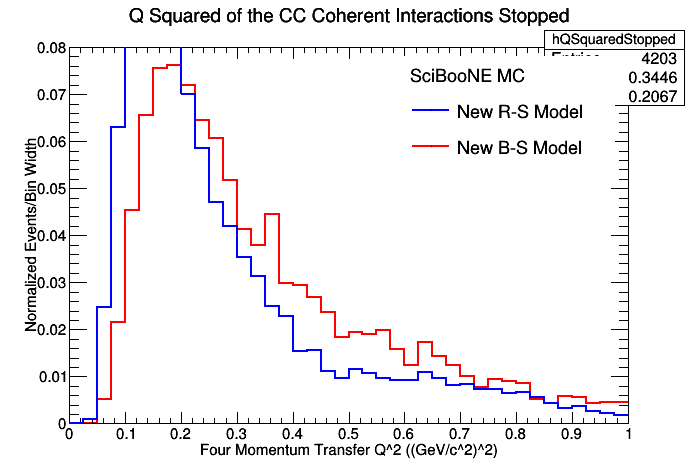 Q Squared of the CC Coherent Interactions Stopped
hQSquaredStopped
4203
0.3446
0.2067
SciBooNE MC
New R-S Model
New B-S Model
Normalized Events/Bin Width
0.08
0.07
0.06
0.05
0.04
0.03
0.02
0.01
0
0 0.1 0.2 0.3 0.4 0.5 0.6 0.7 0.8 0.9 1
Four Momentum Transfer Q^2 ((GeV/c^2)^2)